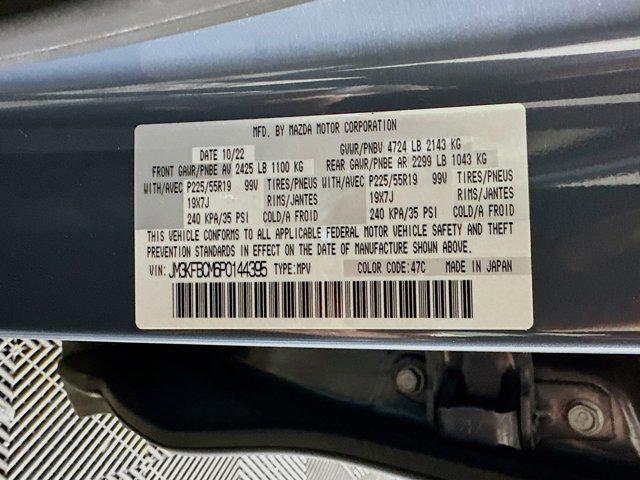 MFD. BY MAZDA MOTOR CORPORATION
DATE 10/22 GVWR/PNBV 4724 LB 2143 KG
FRONT GAWR/PNBE AV 2425 LB 1100 KG REAR GAWR/PNBE AR 2299 LB 1043 KG
WITH/AVEC P225/55R19 99V TIRES/PNEUS WITH/AVEC P225/55R19 99V TIRES/PNEUS
19X7J RIMS/JANTES 19X7J RIMS/JANTES
240 KPA/35 PSI COLD/A FROID 240 KPA/35 PSI COLD/A FROID
THIS VEHICLE CONFORMS TO ALL APPLICABLE FEDERAL MOTOR VEHICLE SAFETY AND THEFT
PREVENTION STANDARDS IN EFFECT ON THE DATE OF MANUFACTURE SHOWN ABOVE.
VIN: JM3KFBCM6P0144395 TYPE:MPV COLOR CODE:47C MADE IN JAPAN